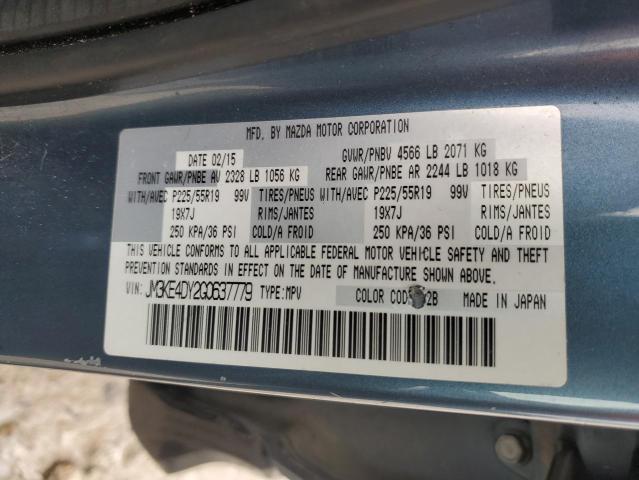 MFD. BY MAZDA MOTOR CORPORATION
DATE 02/15 GVWR/PNBV 4566 LB 2071 KG
FRONT GAWR/PNBE AV 2328 LB 1056 KG REAR GAWR/PNBE AR 2244 LB 1018 KG
WITH/AVEC P225/55R19 99V TIRES/PNEUS WITH/AVEC P225/55R19 99V TIRES/PNEUS
19X7J RIMS/JANTES 19X7J RIMS/JANTES
250 KPA/36 PSI COLD/A FROID 250 KPA/36 PSI COLD/A FROID
THIS VEHICLE CONFORMS TO ALL APPLICABLE FEDERAL MOTOR VEHICLE SAFETY AND THEFT
PREVENTION STANDARDS IN EFFECT ON THE DATE OF MANUFACTURE SHOWN ABOVE.
VIN: JM3KE4DY2G0637779 TYPE:MPV COLOR 2B MADE IN JAPAN